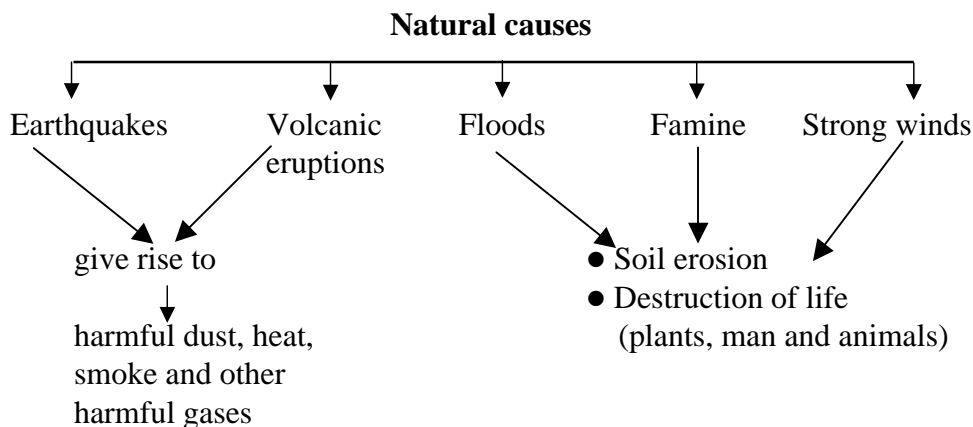 Natural causes
Earthquakes Volcanic Floods Famine Strong winds
eruptions
give rise to
harmful dust, heat,
smoke and other
harmful gases
● Soil erosion
● Destruction of life
(plants, man and animals)